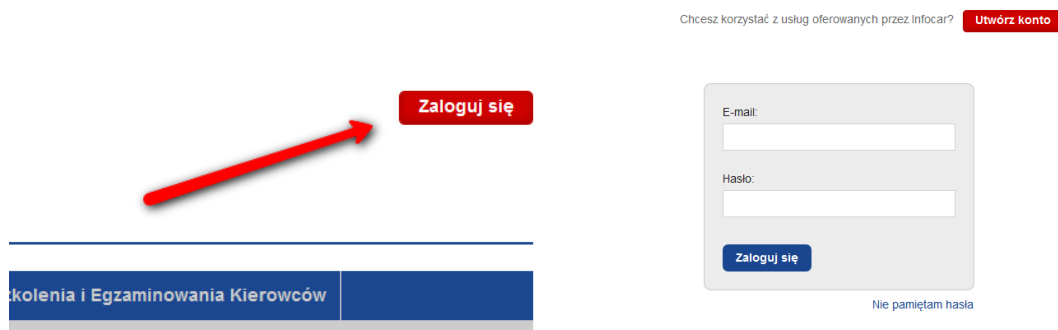 Chcesz korzystać z usług oferowanych przez Infocar? Utwórz konto
Zaloguj się
E-mail:
Hasło:
Zaloguj się
kolenia i Egzaminowania Kierowców
Nie pamiętam hasła